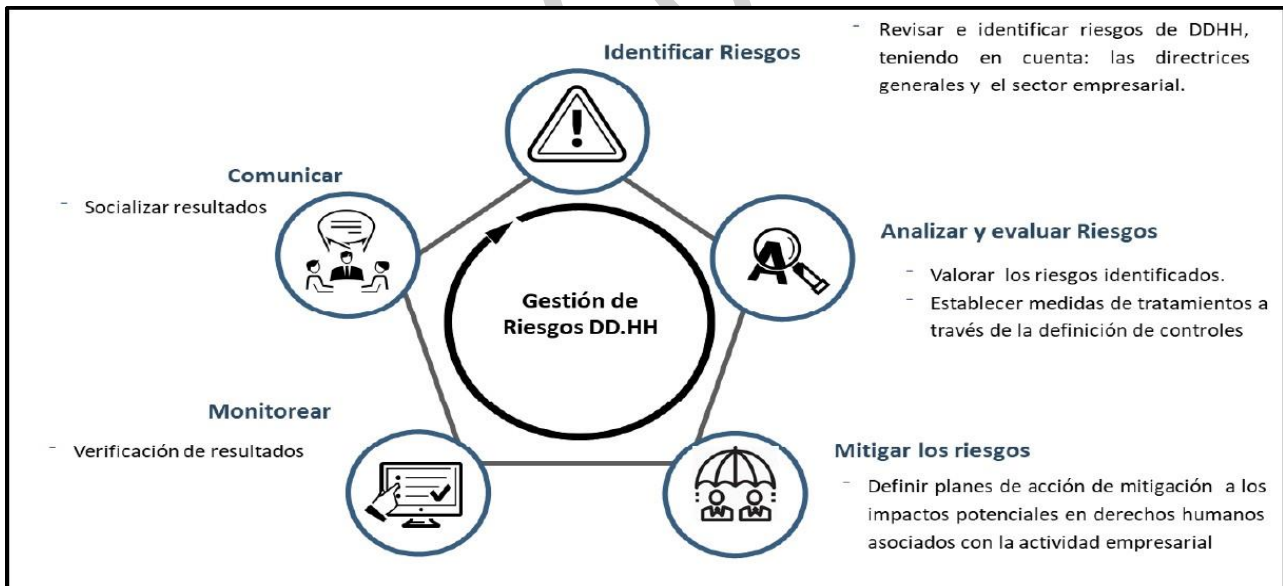 Identificar Riesgos
- Revisar e identificar riesgos de DDHH,
teniendo en cuenta: las directrices
generales y el sector empresarial.
Analizar y evaluar Riesgos
- Valorar los riesgos identificados.
- Establecer medidas de tratamientos a
través de la definición de controles
Mitigar los riesgos
- Definir planes de acción de mitigación a los
impactos potenciales en derechos humanos
asociados con la actividad empresarial
Monitorear
- Verificación de resultados
Comunicar
- Socializar resultados
Gestión de
Riesgos DD.HH